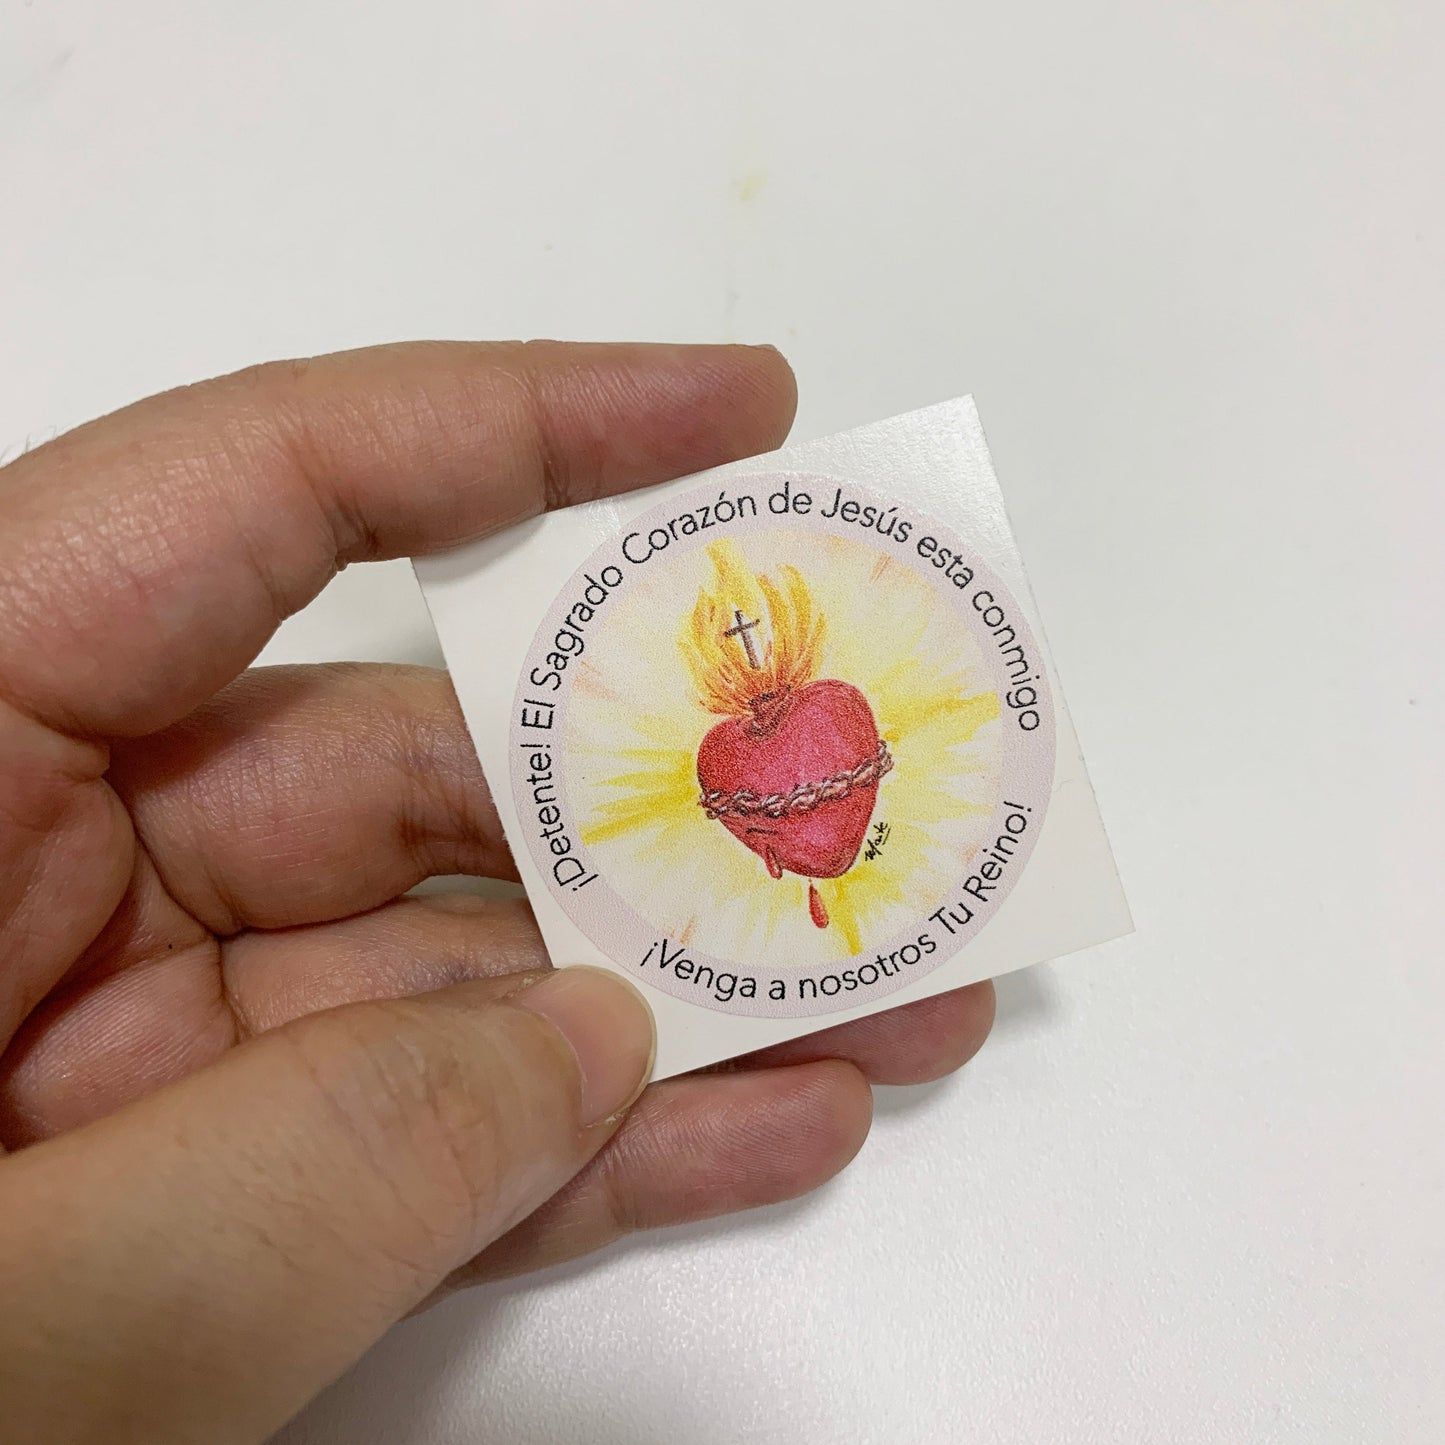 ¡Detente! El Sagrado Corazón de Jesús esta conmigo
¡Venga a nosotros Tu Reino!